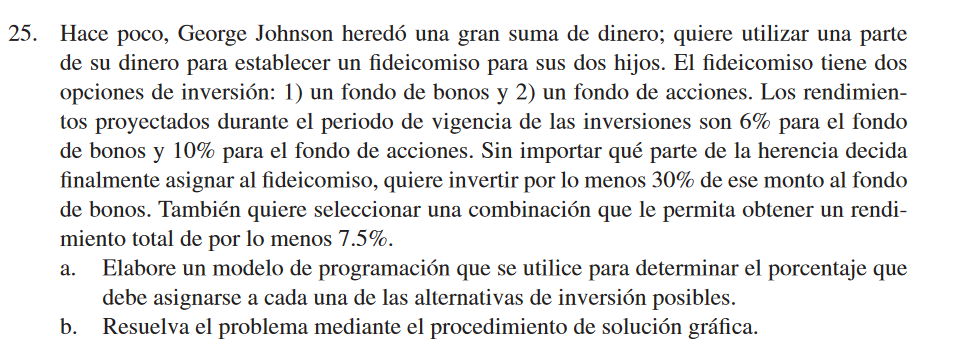 25. Hace poco, George Johnson heredó una gran suma de dinero; quiere utilizar una parte
de su dinero para establecer un fideicomiso para sus dos hijos. El fideicomiso tiene dos
opciones de inversión: 1) un fondo de bonos y 2) un fondo de acciones. Los rendimien-
tos proyectados durante el periodo de vigencia de las inversiones son 6% para el fondo
de bonos y 10% para el fondo de acciones. Sin importar qué parte de la herencia decida
finalmente asignar al fideicomiso, quiere invertir por lo menos 30% de ese monto al fondo
de bonos. También quiere seleccionar una combinación que le permita obtener un rendi-
miento total de por lo menos 7.5%.
a. Elabore un modelo de programación que se utilice para determinar el porcentaje que
debe asignarse a cada una de las alternativas de inversión posibles.
b. Resuelva el problema mediante el procedimiento de solución gráfica.